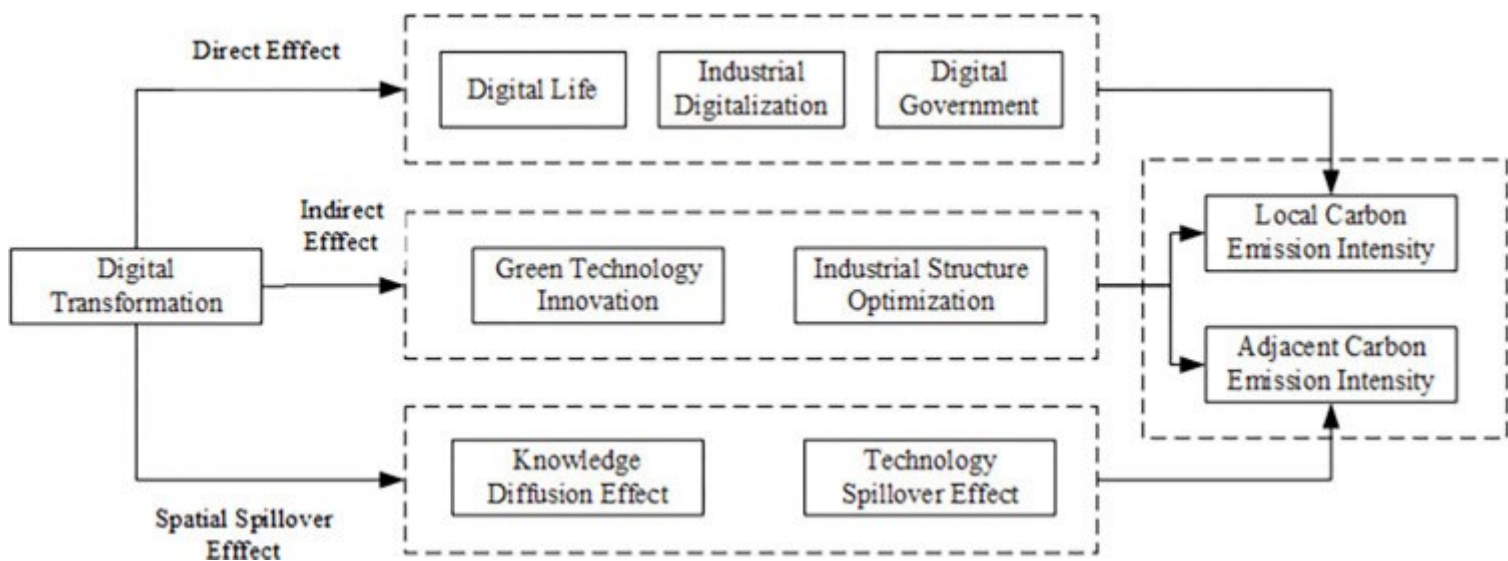 Direct Efffect
Digital Life
Industrial
Digitalization
Digital
Government
Indirect
Efffect
Digital
Transformation
Green Technology
Innovation
Industrial Structure
Optimization
Local Carbon
Emission Intensity
Adjacent Carbon
Emission Intensity
Knowledge
Diffusion Effect
Technology
Spillover Effect
Spatial Spillover
Efffect